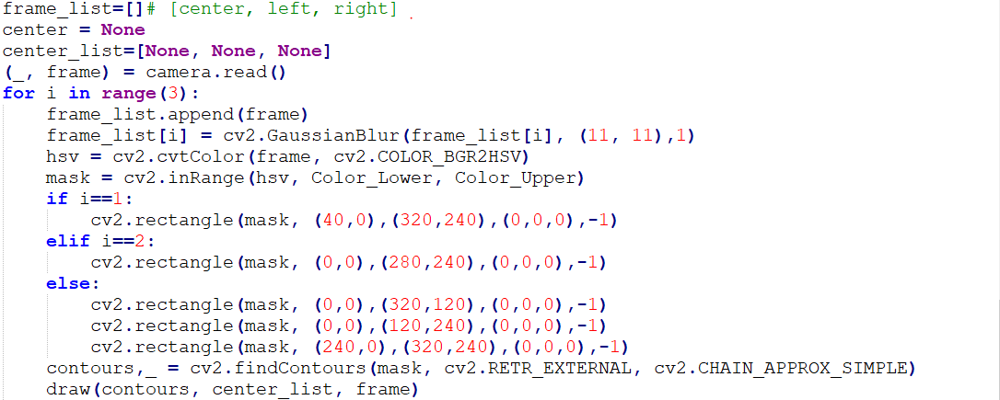 frame_list=[]# [center, left, right]
center = None
center_list=[None, None, None]
(_, frame) = camera.read()
for i in range(3):
    frame_list.append(frame)
    frame_list[i] = cv2.GaussianBlur(frame_list[i], (11, 11),1)
    hsv = cv2.cvtColor(frame, cv2.COLOR_BGR2HSV)
    mask = cv2.inRange(hsv, Color_Lower, Color_Upper)
    if i==1:
        cv2.rectangle(mask, (40,0),(320,240),(0,0,0),-1)
    elif i==2:
        cv2.rectangle(mask, (0,0),(280,240),(0,0,0),-1)
    else:
        cv2.rectangle(mask, (0,0),(320,120),(0,0,0),-1)
        cv2.rectangle(mask, (0,0),(120,240),(0,0,0),-1)
        cv2.rectangle(mask, (240,0),(320,240),(0,0,0),-1)
    contours,_ = cv2.findContours(mask, cv2.RETR_EXTERNAL, cv2.CHAIN_APPROX_SIMPLE)
    draw(contours, center_list, frame)